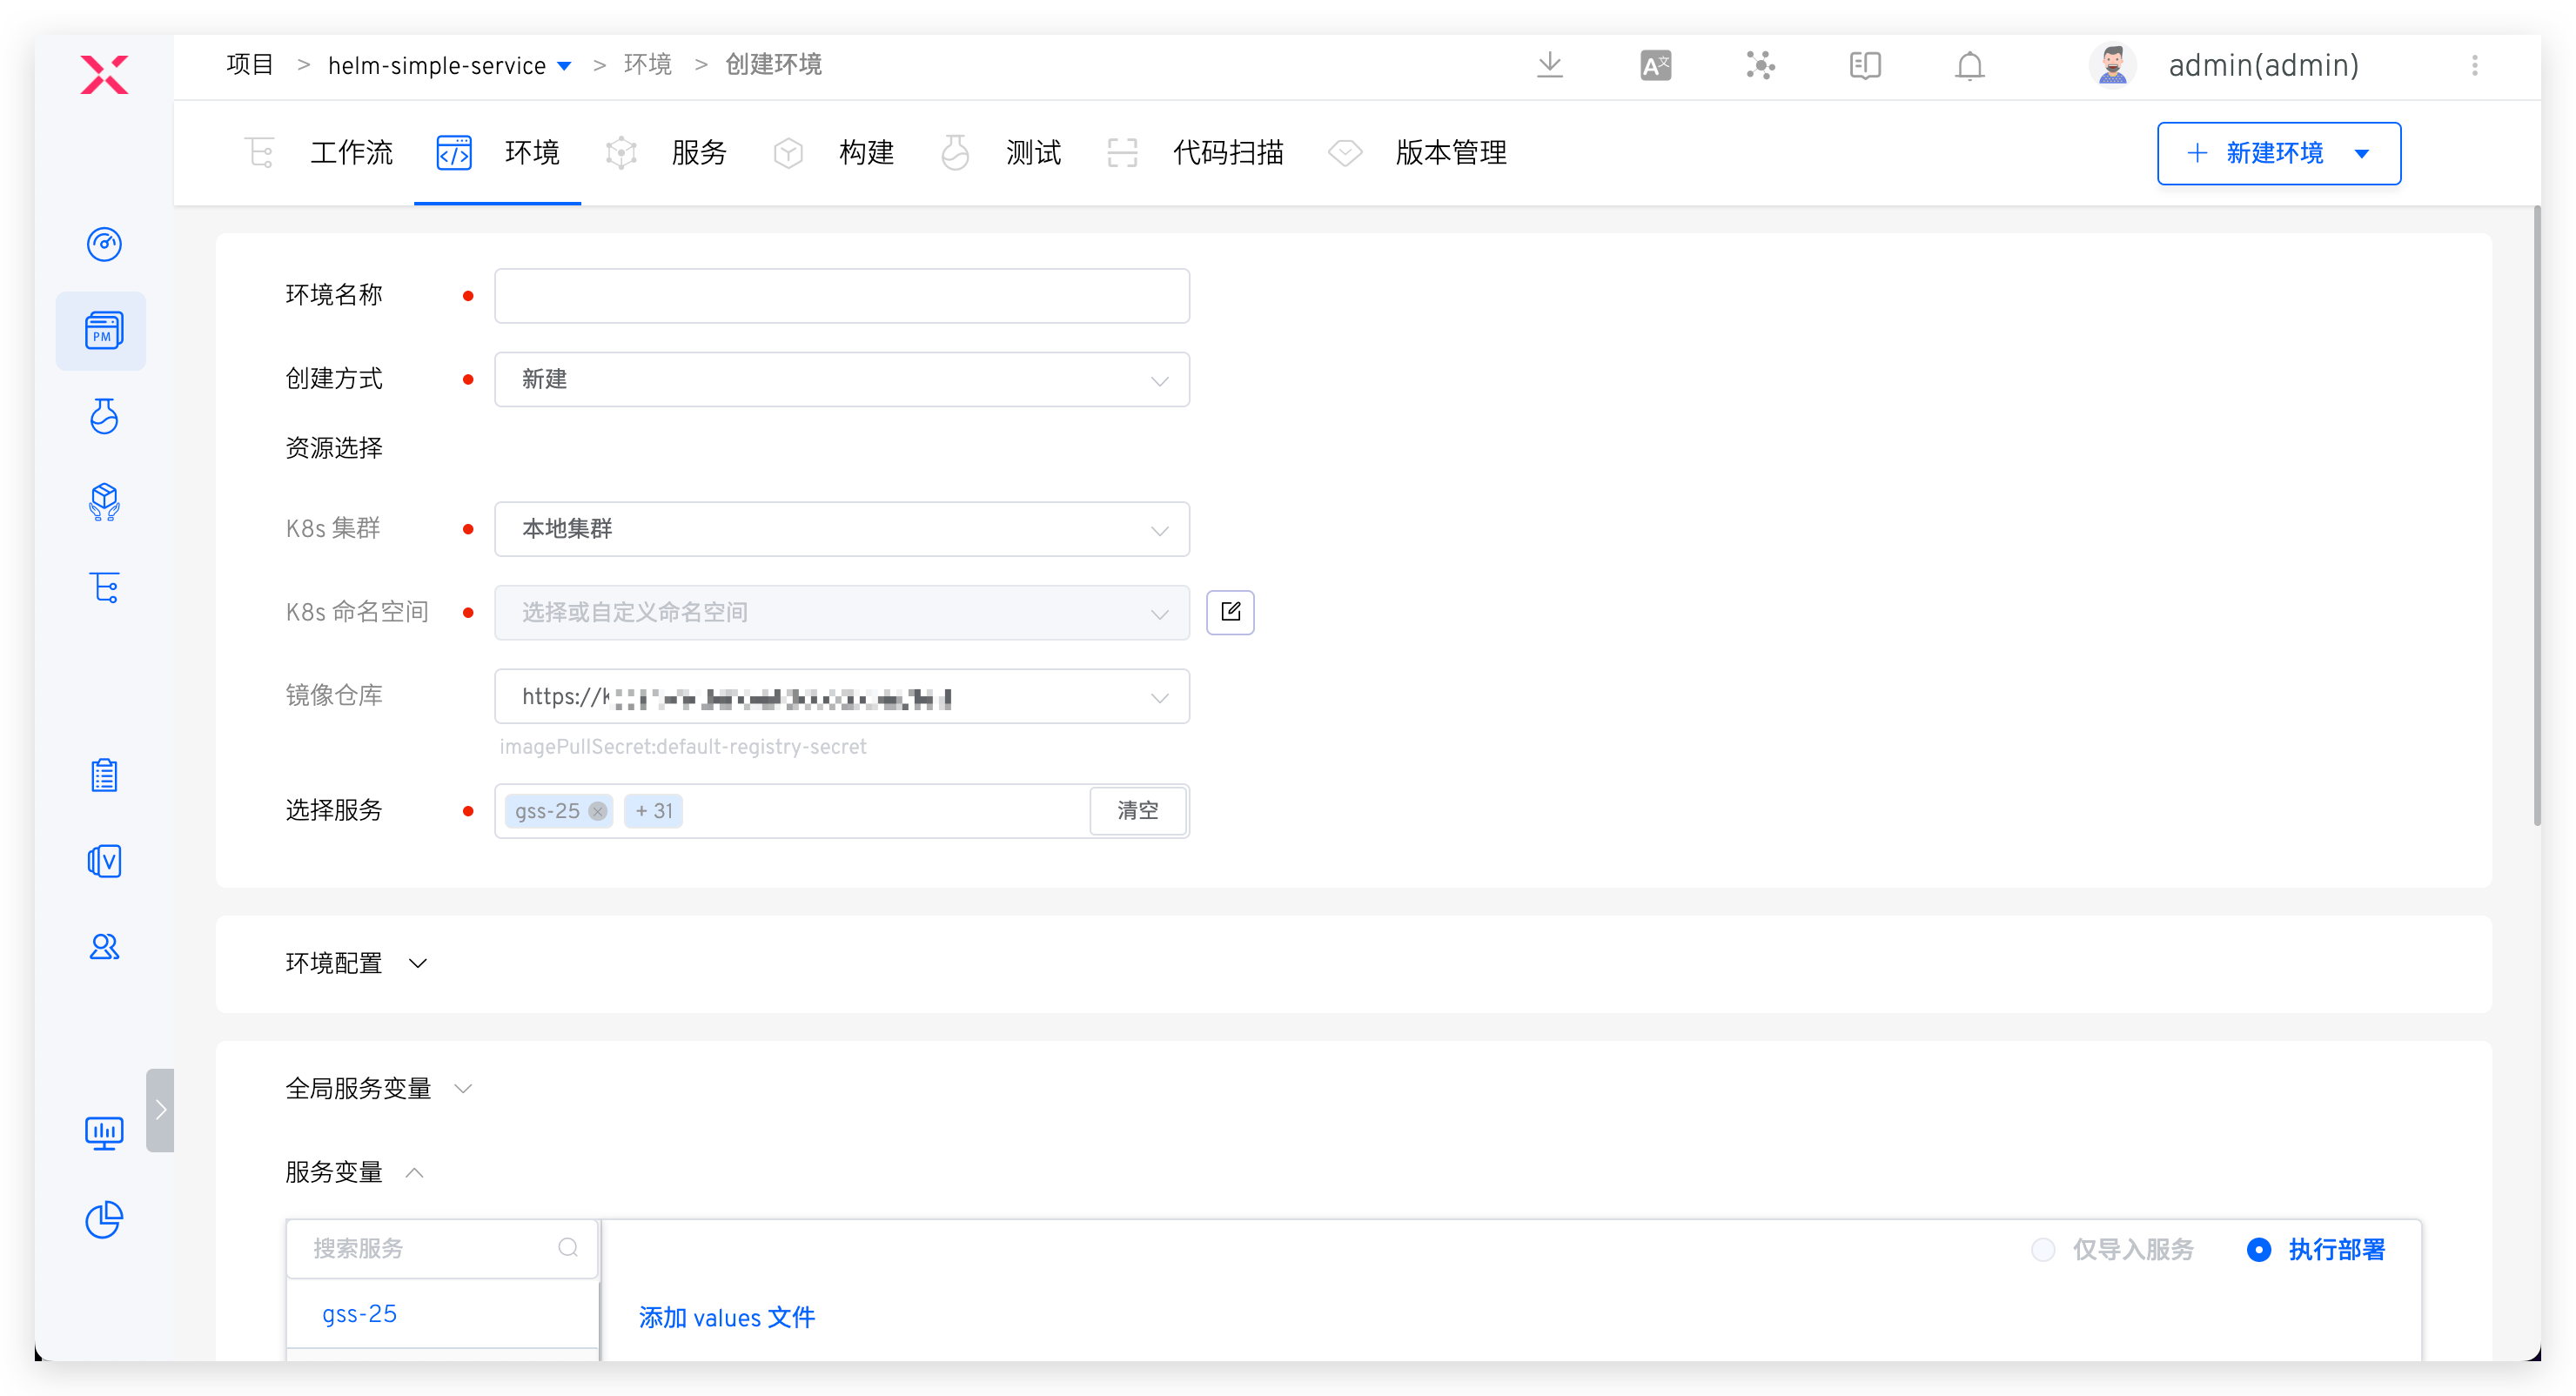 项目 > helm-simple-service > 环境 > 创建环境
admin(admin)
工作流 环境 服务 构建 测试 代码扫描 版本管理
+ 新建环境
PM
环境名称
创建方式 新建
资源选择
K8s 集群 本地集群
K8s 命名空间 选择或自定义命名空间
镜像仓库 https://
imagePullSecret:default-registry-secret
选择服务 gss-25 + 31 清空
环境配置
全局服务变量
服务变量
搜索服务 仅导入服务 执行部署
gss-25 添加 values 文件